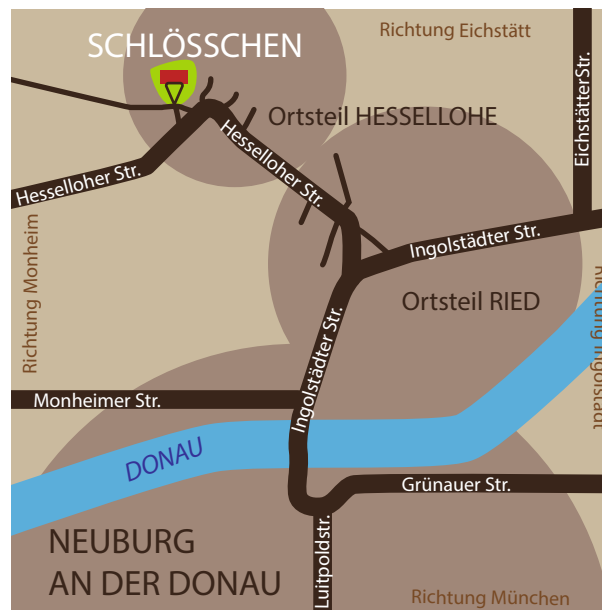 Richtung Eichstätt
SCHLÖSSCHEN
EichstätterStr.
Ortsteil HESSELLOHE
Hesselloher Str.
Hesselloher Str.
Ingolstädter Str.
Richtung Monheim
Richtung Ingolstadt
Ortsteil RIED
Ingolstädter Str.
Monheimer Str.
DONAU
Grünauer Str.
NEUBURG
AN DER DONAU
Luitpoldstr.
Richtung München